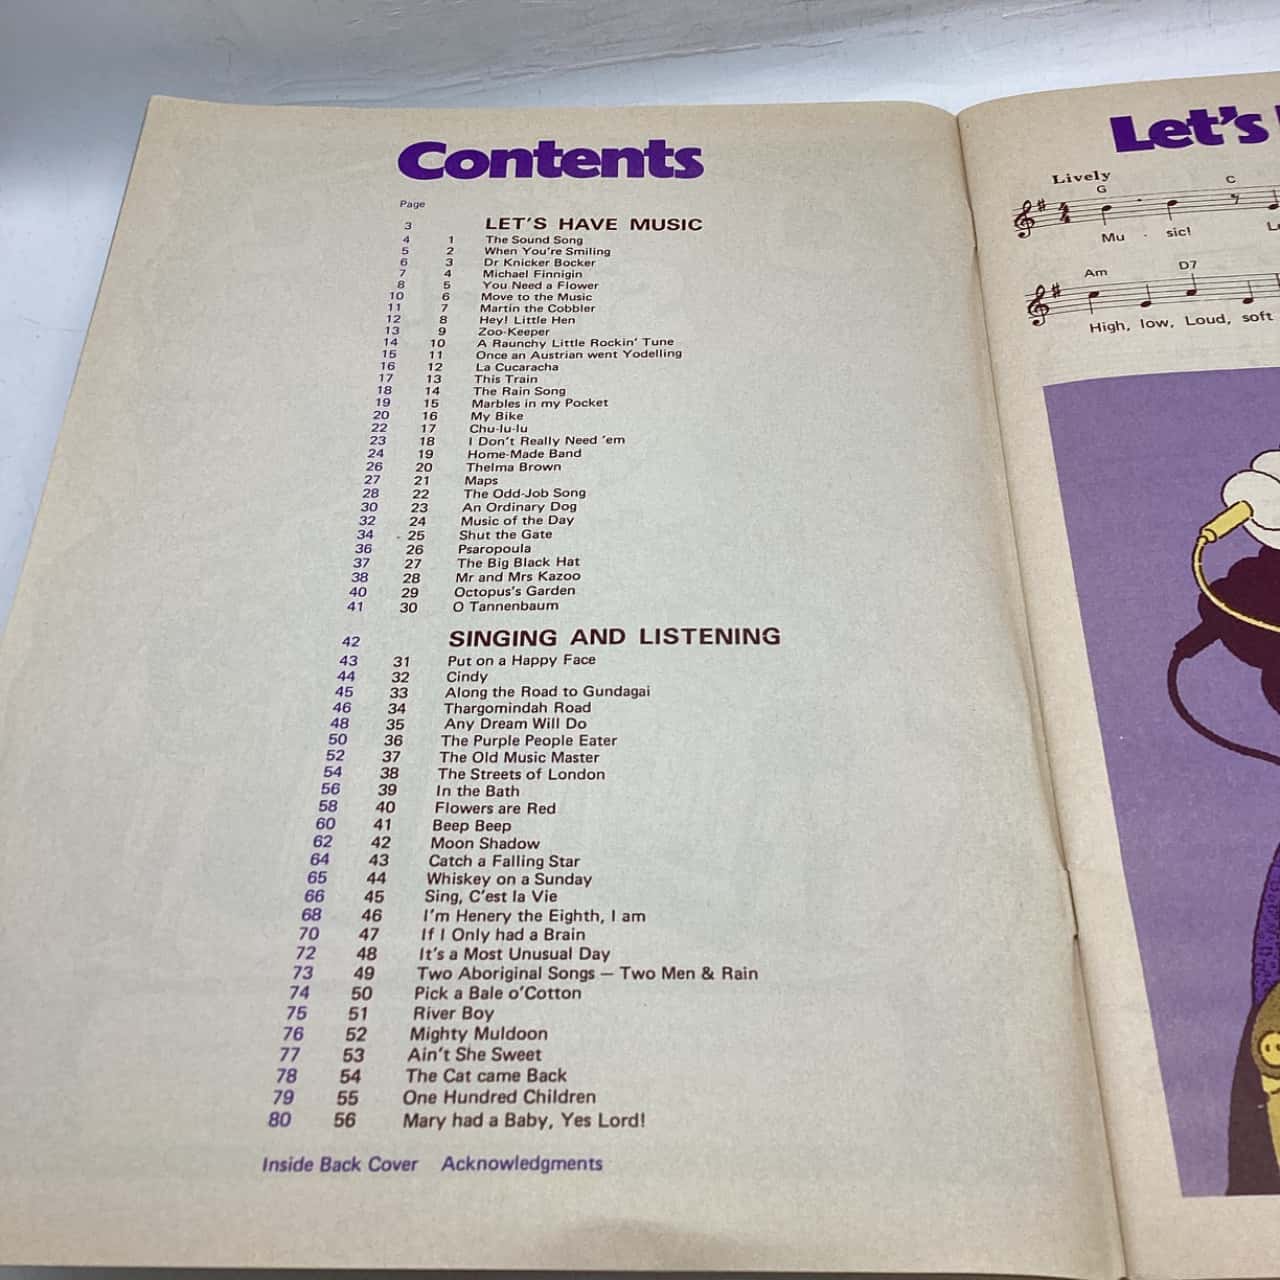 Contents
Page
3 LET'S HAVE MUSIC
4 1 The Sound Song
5 2 When You're Smiling
6 3 Dr Knicker Bocker
7 4 Michael Finnigin
8 5 You Need a Flower
10 6 Move to the Music
11 7 Martin the Cobbler
12 8 Hey! Little Hen
13 9 Zoo-Keeper
14 10 A Raunchy Little Rockin' Tune
15 11 Once an Austrian went Yodelling
16 12 La Cucaracha
17 13 This Train
18 14 The Rain Song
19 15 Marbles in my Pocket
20 16 My Bike
22 17 Chu-lu-lu
23 18 I Don't Really Need 'em
24 19 Home-Made Band
26 20 Thelma Brown
27 21 Maps
28 22 The Odd-Job Song
30 23 An Ordinary Dog
32 24 Music of the Day
34 25 Shut the Gate
36 26 Psaropoula
37 27 The Big Black Hat
38 28 Mr and Mrs Kazoo
40 29 Octopus's Garden
41 30 O Tannenbaum
42 SINGING AND LISTENING
43 31 Put on a Happy Face
44 32 Cindy
45 33 Along the Road to Gundagai
46 34 Thargomindah Road
48 35 Any Dream Will Do
50 36 The Purple People Eater
52 37 The Old Music Master
54 38 The Streets of London
56 39 In the Bath
58 40 Flowers are Red
60 41 Beep Beep
62 42 Moon Shadow
64 43 Catch a Falling Star
65 44 Whiskey on a Sunday
66 45 Sing, C'est la Vie
68 46 I'm Henery the Eighth, I am
70 47 If I Only had a Brain
72 48 It's a Most Unusual Day
73 49 Two Aboriginal Songs — Two Men & Rain
74 50 Pick a Bale o'Cotton
75 51 River Boy
76 52 Mighty Muldoon
77 53 Ain't She Sweet
78 54 The Cat came Back
79 55 One Hundred Children
80 56 Mary had a Baby, Yes Lord!
Inside Back Cover Acknowledgments
Let's
Lively
G C
Mu - sic!
Am D7
High, low, Loud, soft